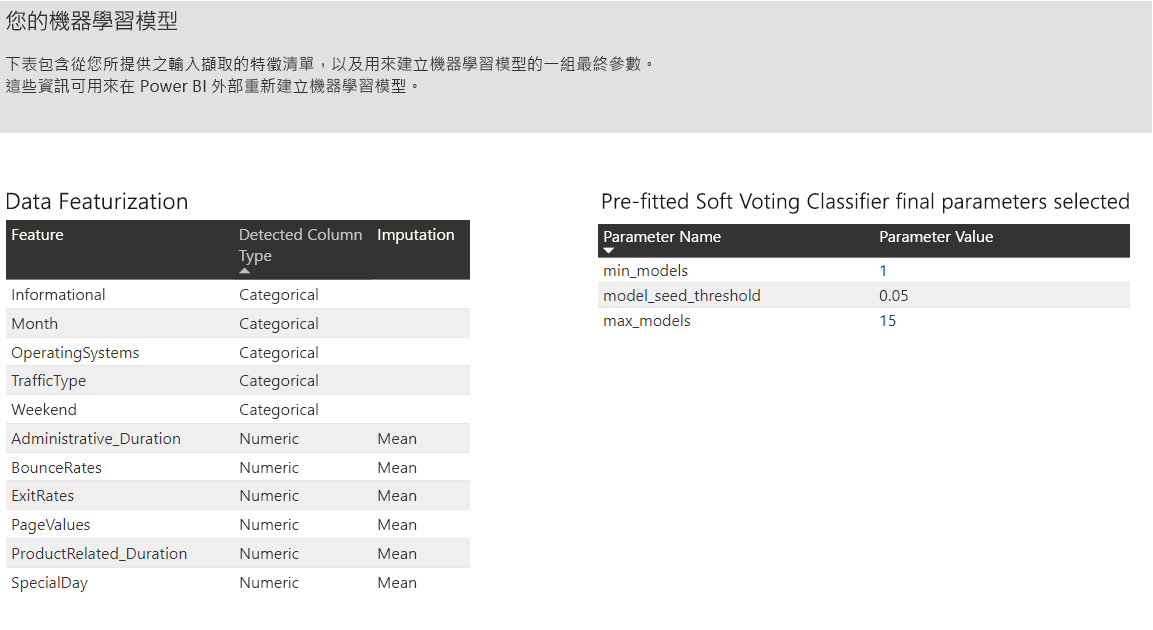 您的機器學習模型
下表包含從您所提供之輸入擷取的特徵清單，以及用來建立機器學習模型的一組最終參數。
這些資訊可用來在 Power BI 外部重新建立機器學習模型。
Data Featurization
Feature Detected Column Imputation
Type
Informational Categorical
Month Categorical
OperatingSystems Categorical
TrafficType Categorical
Weekend Categorical
Administrative_Duration Numeric Mean
BounceRates Numeric Mean
ExitRates Numeric Mean
PageValues Numeric Mean
ProductRelated_Duration Numeric Mean
SpecialDay Numeric Mean
Pre-fitted Soft Voting Classifier final parameters selected
Parameter Name Parameter Value
min_models 1
model_seed_threshold 0.05
max_models 15